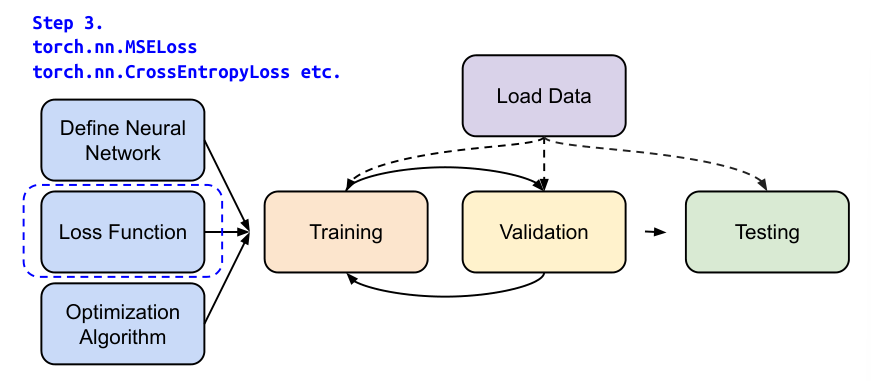 Step 3.
torch.nn.MSELoss
torch.nn.CrossEntropyLoss etc.
Load Data
Define Neural
Network
Loss Function
Training
Validation
Testing
Optimization
Algorithm